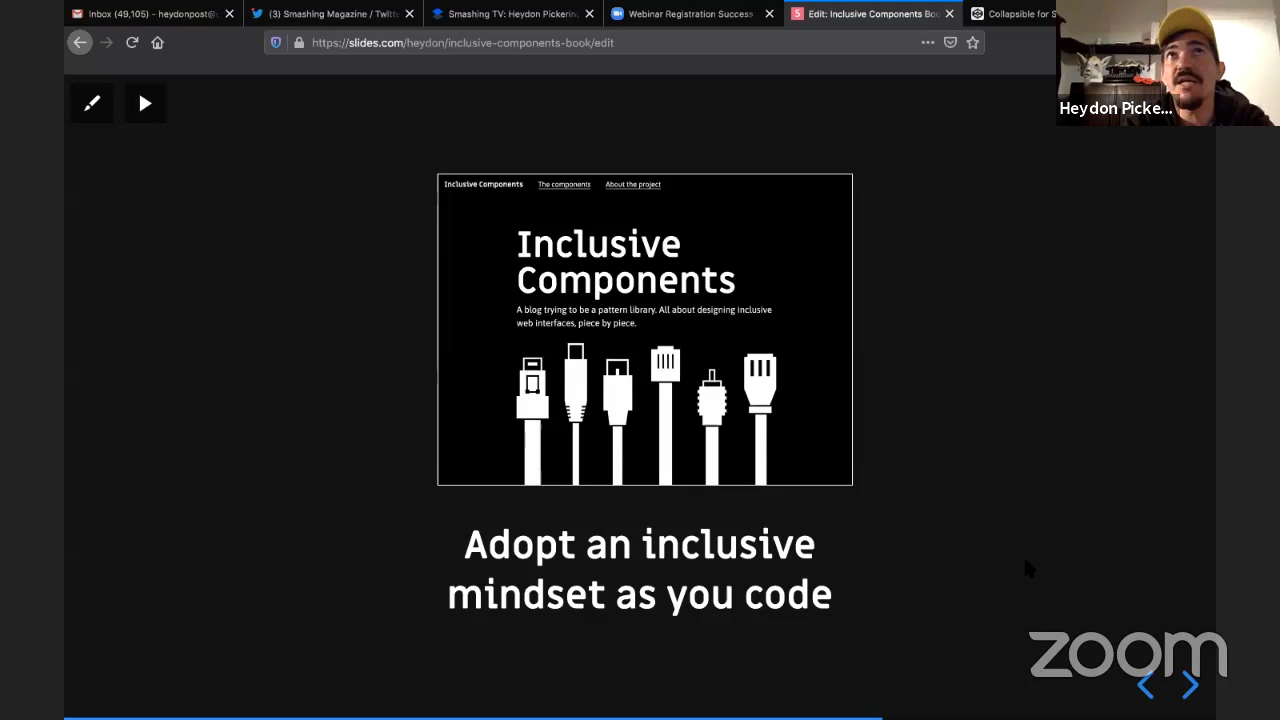 Inbox (49,105) - heydonpost@
(3) Smashing Magazine / Twitt
Smashing TV: Heydon Pickerin
Webinar Registration Success
Edit: Inclusive Components Bo
Collapsible for S
https://slides.com/heydon/inclusive-components-book/edit
Heydon Picke...
Inclusive Components The components About the project
Inclusive
Components
A blog trying to be a pattern library. All about designing inclusive
web interfaces, piece by piece.
Adopt an inclusive
mindset as you code
zoom